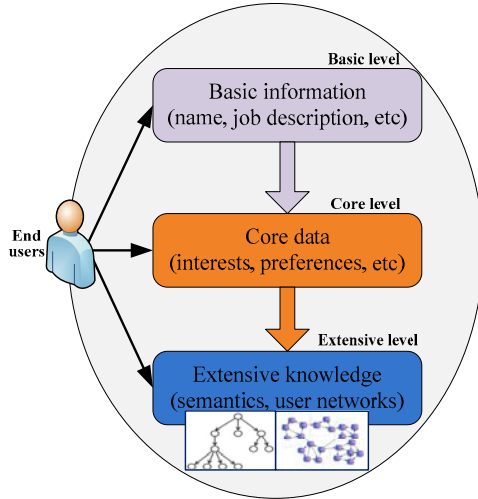 Basic level
Basic information
(name, job description, etc)
Core level
End
users
Core data
(interests, preferences, etc)
Extensive level
Extensive knowledge
(semantics, user networks)